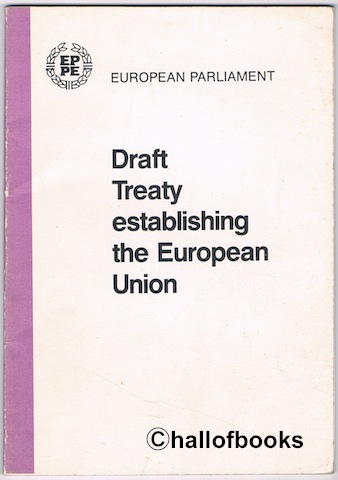 EP
PE
EUROPEAN PARLIAMENT
Draft
Treaty
establishing
the European
Union
©hallofbooks